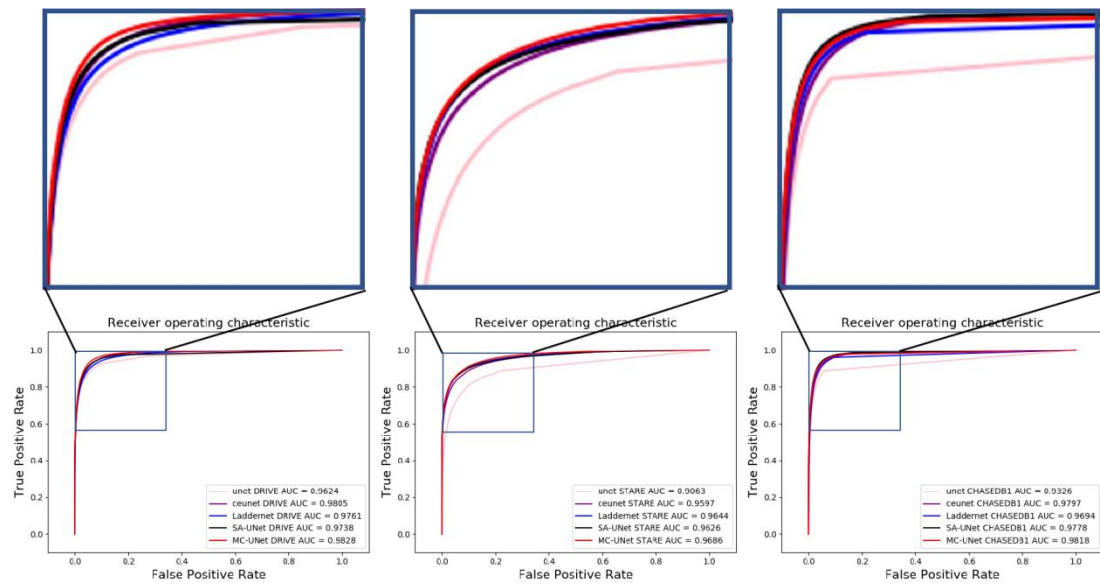 Receiver operating characteristic
1.0
0.8
0.6
0.4
0.2
0.0
True Positive Rate
unet DRIVE AUC = 0.9624
ceunet DRIVE AUC = 0.9805
Laddernet DRIVE AUC = 0.9761
SA-UNet DRIVE AUC = 0.9738
MC-UNet DRIVE AUC = 0.9828
0.0 0.2 0.4 0.6 0.8 1.0
False Positive Rate
Receiver operating characteristic
1.0
0.8
0.6
0.4
0.2
0.0
True Positive Rate
unet STARE AUC = 0.9063
ceunet STARE AUC = 0.9597
Laddernet STARE AUC = 0.9644
SA-UNet STARE AUC = 0.9626
MC-UNet STARE AUC = 0.9686
0.0 0.2 0.4 0.6 0.8 1.0
False Positive Rate
Receiver operating characteristic
1.0
0.8
0.6
0.4
0.2
0.0
True Positive Rate
unet CHASEDB1 AUC = 0.9326
ceunet CHASEDB1 AUC = 0.9797
Laddernet CHASEDB1 AUC = 0.9694
SA-UNet CHASEDB1 AUC = 0.9778
MC-UNet CHASEDB1 AUC = 0.9818
0.0 0.2 0.4 0.6 0.8 1.0
False Positive Rate